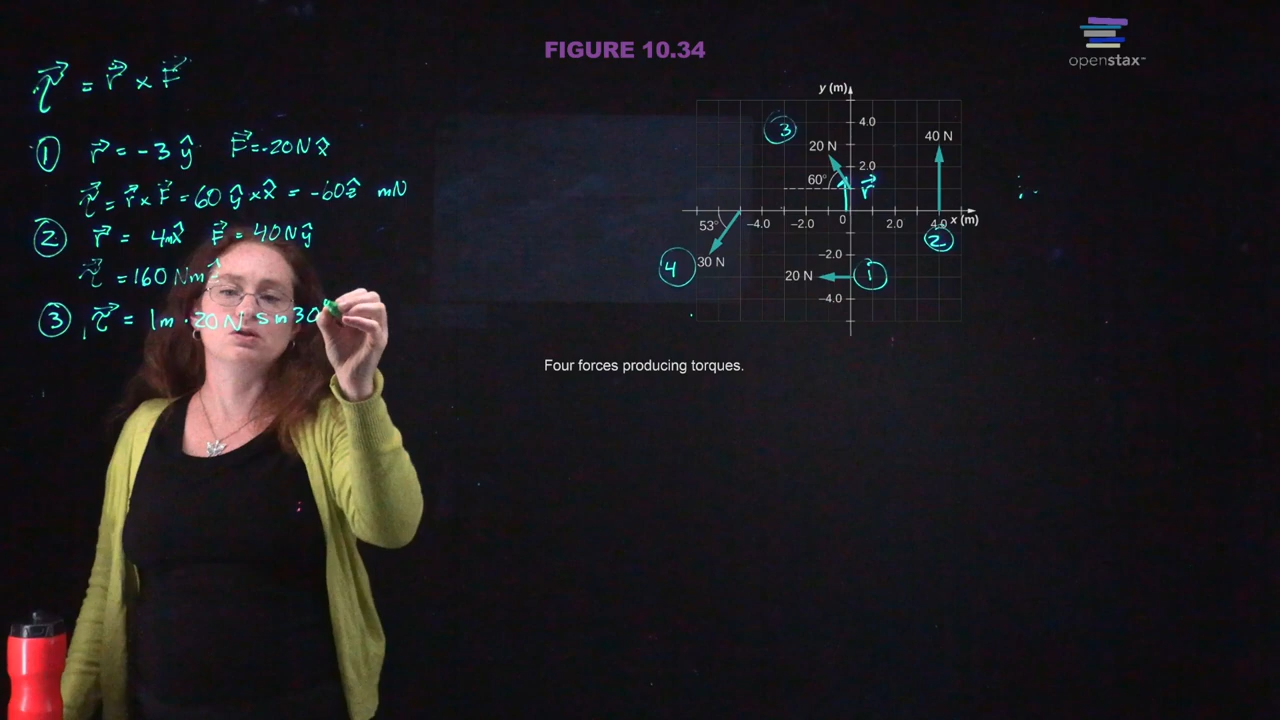 FIGURE 10.34
openstax™
τ⃗ = r⃗ × F⃗
① r⃗ = -3 ŷ F⃗ = -20N x̂
τ⃗ = r⃗ × F⃗ = 60 ŷ × x̂ = -60ẑ mN
② r⃗ = 4m x̂ F⃗ = 40N ŷ
τ⃗ = 160 Nm
③ |τ⃗ = 1m · 20N sin 30°
y (m)
③
4.0
40 N
20 N
2.0
60°
r⃗
53°
-4.0
-2.0
0
2.0
4.0
x (m)
②
-2.0
④
30 N
20 N
①
-4.0
Four forces producing torques.